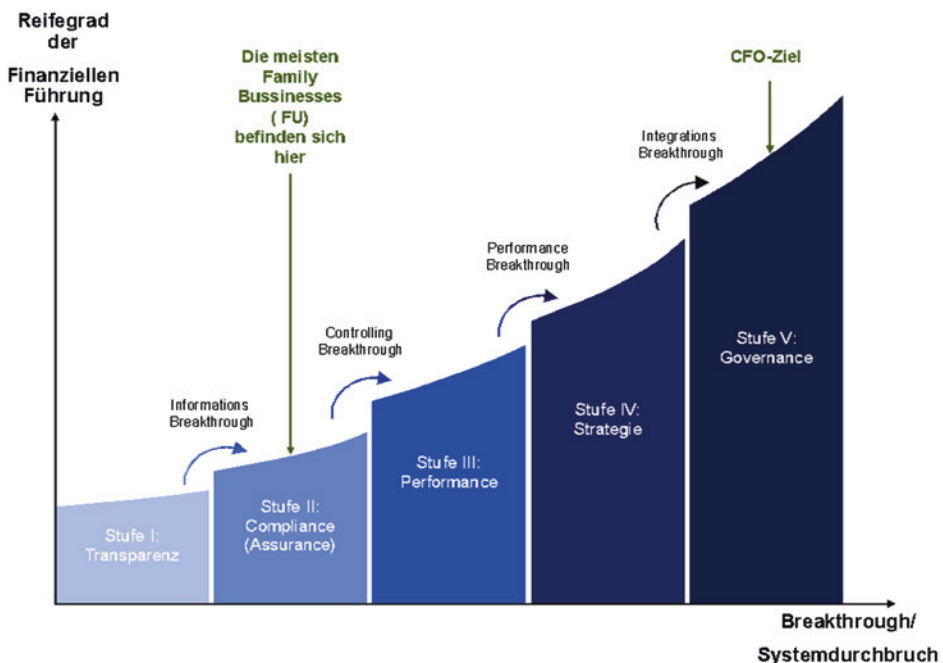 Reifegrad
der
Finanziellen
Führung
Die meisten
Family
Bussinesses
( FU)
befinden sich
hier
CFO-Ziel
Integrations
Breakthrough
Performance
Breakthrough
Controlling
Breakthrough
Informations
Breakthrough
Stufe I:
Transparenz
Stufe II:
Compliance
(Assurance)
Stufe III:
Performance
Stufe IV:
Strategie
Stufe V:
Governance
Breakthrough/
Systemdurchbruch